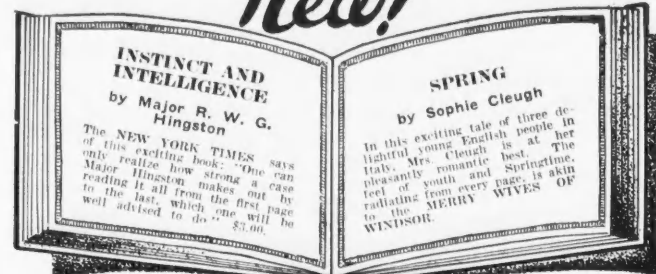 New!
INSTINCT AND
INTELLIGENCE
by Major R. W. G.
Hingston
The NEW YORK TIMES says
of this exciting book: "One can
only realize how strong a case
Major Hingston makes out by
reading it all from the first page
to the last, which one will be
well advised to do" $3.00.
SPRING
by Sophie Cleugh
In this exciting tale of three de-
lightful young English people in
Italy, Mrs. Cleugh is at her
pleasantly romantic best. The
feel of youth and Springtime,
radiating from every page, is akin
to the MERRY WIVES OF
WINDSOR.